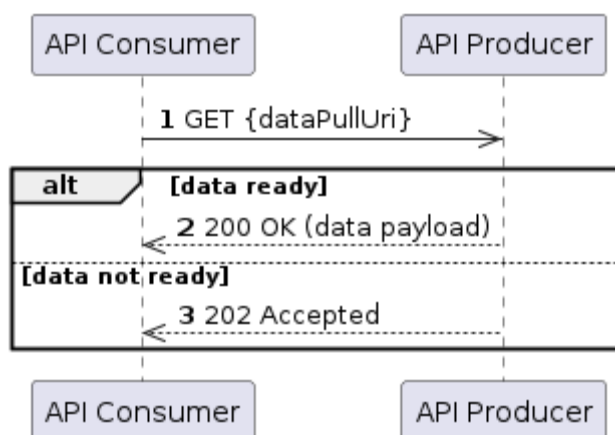 API Consumer API Producer
1 GET {dataPullUri}
alt [data ready]
2 200 OK (data payload)
[data not ready]
3 202 Accepted
API Consumer API Producer